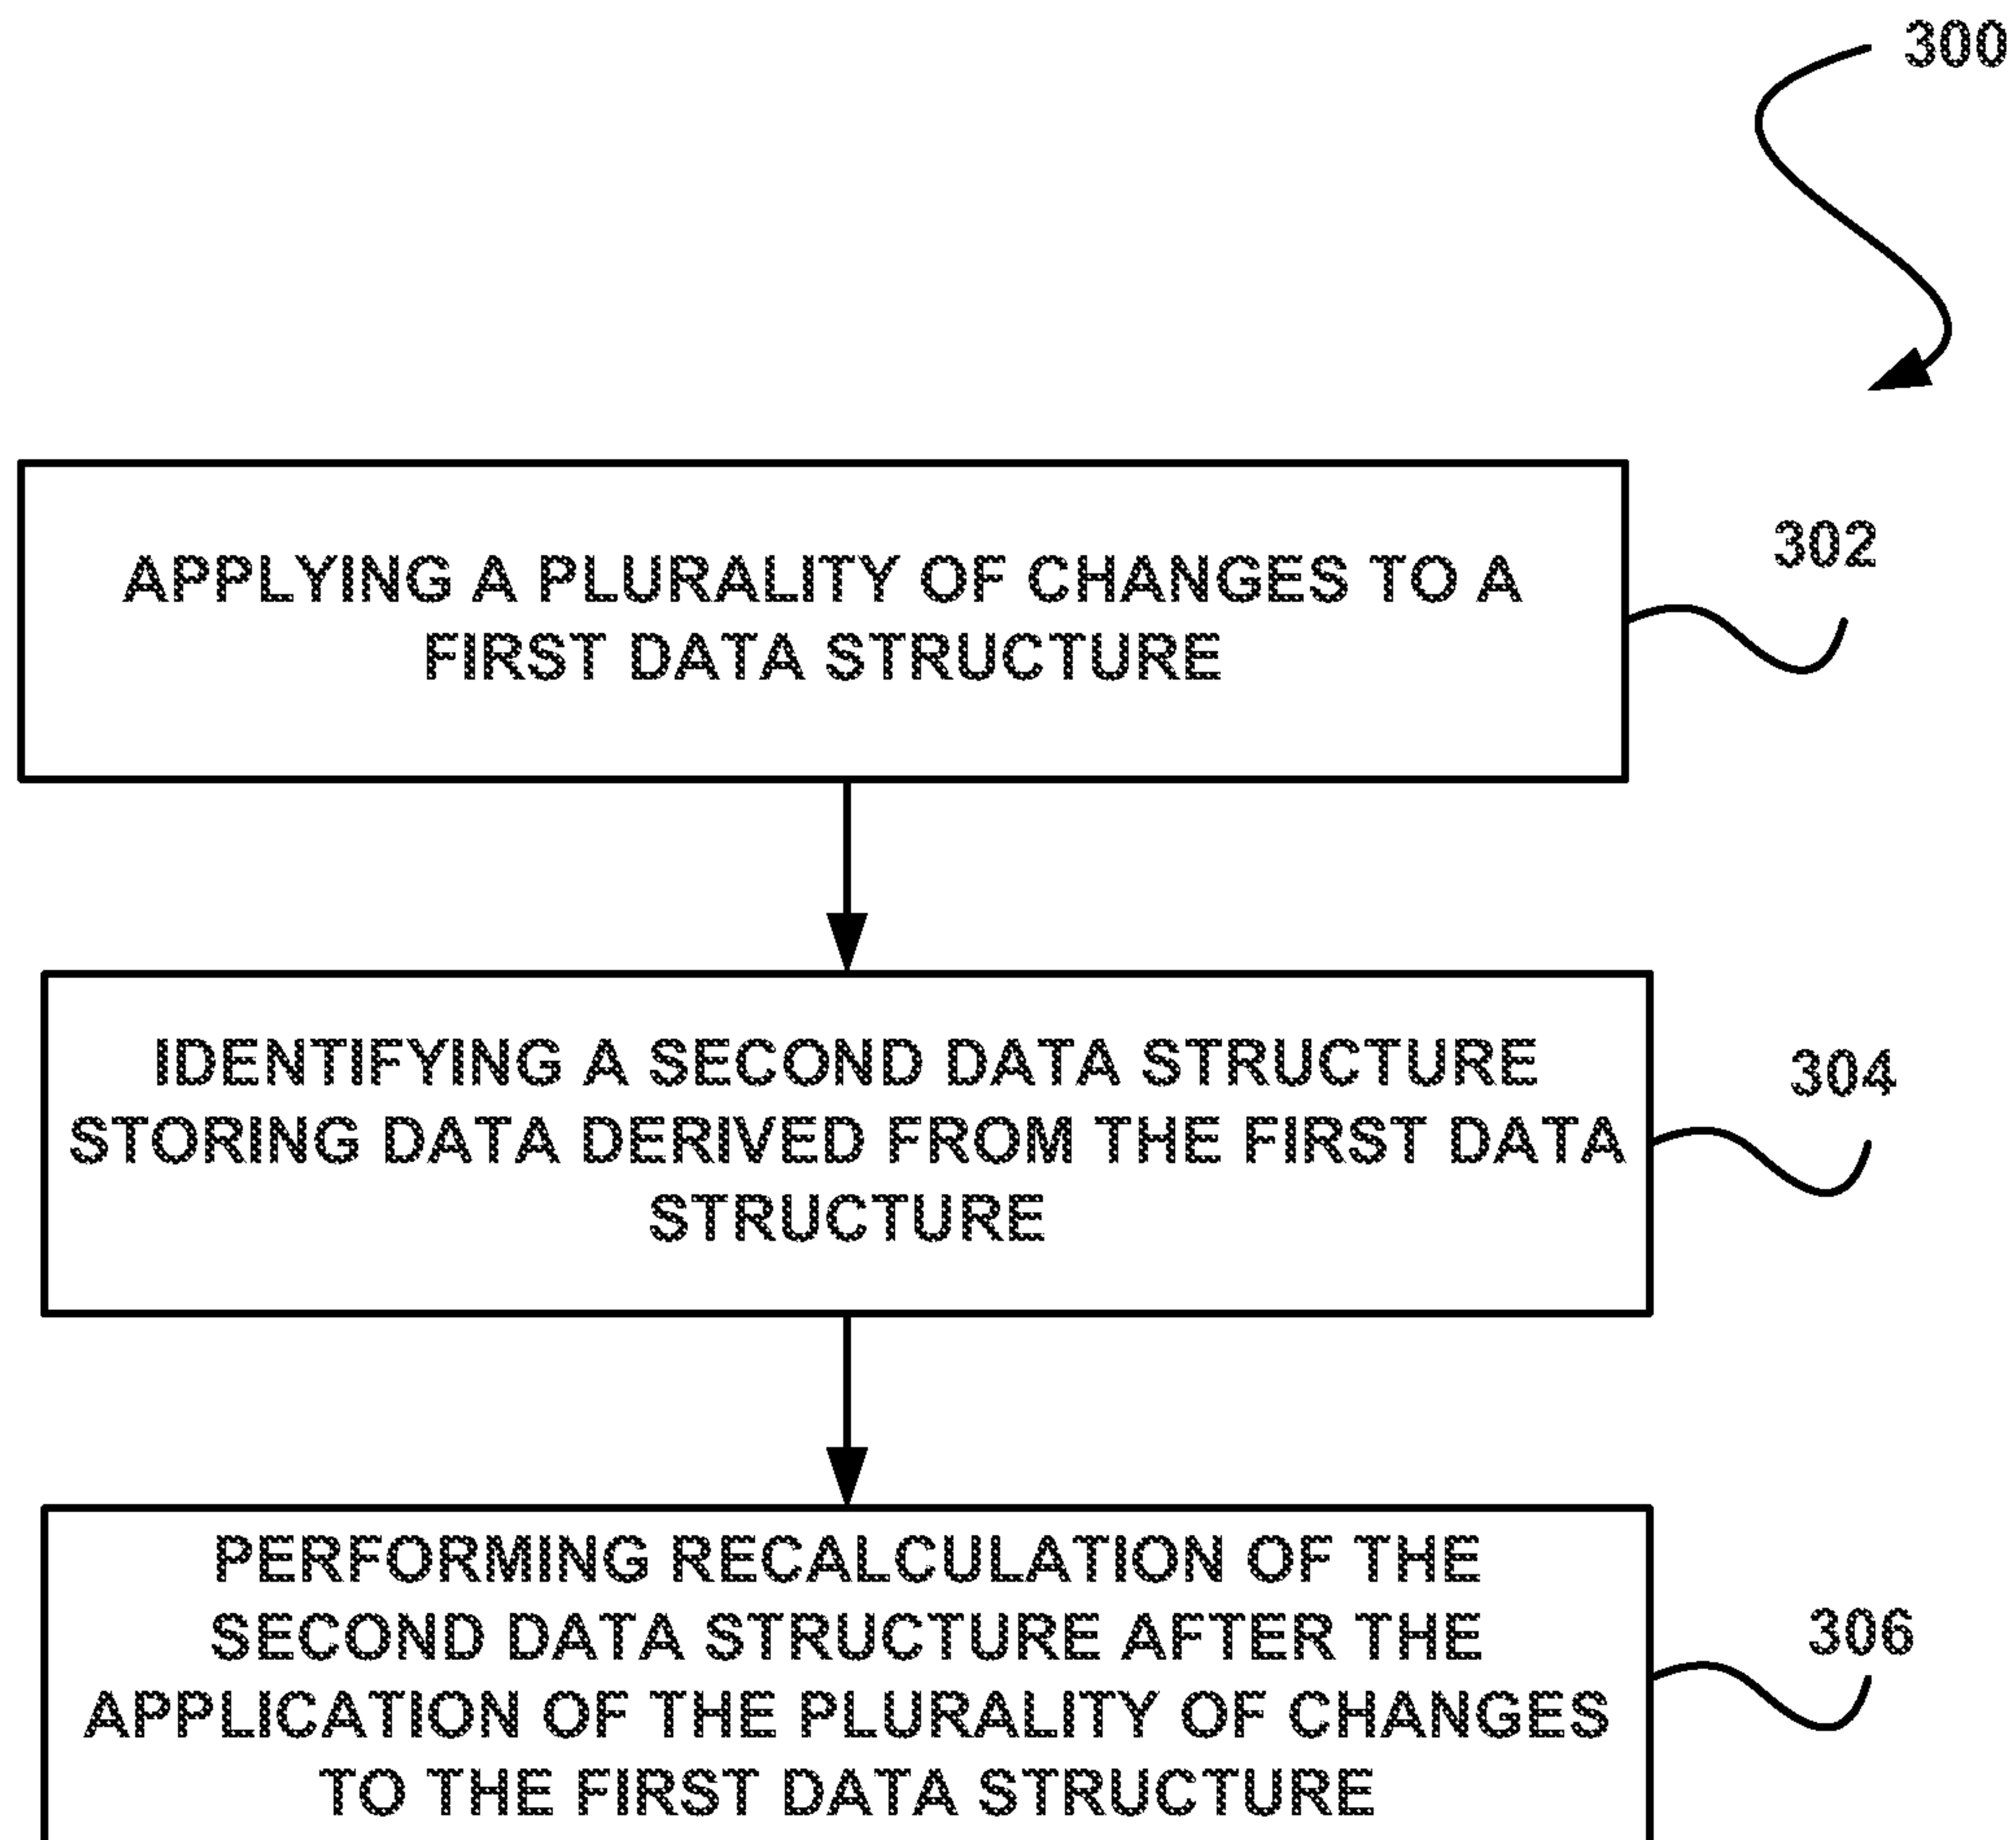 300
APPLYING A PLURALITY OF CHANGES TO A
FIRST DATA STRUCTURE
302
IDENTIFYING A SECOND DATA STRUCTURE
STORING DATA DERIVED FROM THE FIRST DATA
STRUCTURE
304
PERFORMING RECALCULATION OF THE
SECOND DATA STRUCTURE AFTER THE
APPLICATION OF THE PLURALITY OF CHANGES
TO THE FIRST DATA STRUCTURE
306